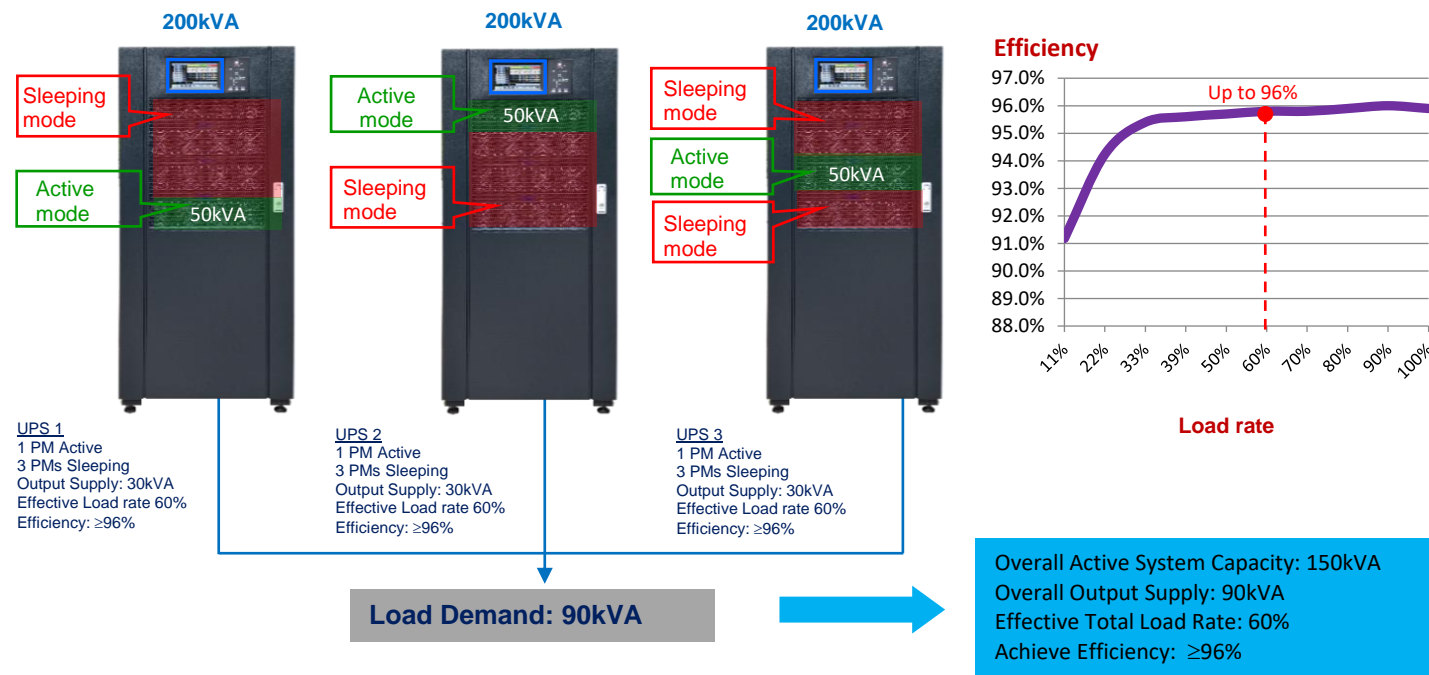 200kVA
200kVA
200kVA
Sleeping
mode
Active
mode
50kVA
Active
mode
50kVA
Sleeping
mode
Sleeping
mode
Active
mode
50kVA
Sleeping
mode
Efficiency
97.0%
96.0%
95.0%
94.0%
93.0%
92.0%
91.0%
90.0%
89.0%
88.0%
Up to 96%
11%
22%
33%
39%
50%
60%
70%
80%
90%
100%
Load rate
UPS 1
1 PM Active
3 PMs Sleeping
Output Supply: 30kVA
Effective Load rate 60%
Efficiency: ≥96%
UPS 2
1 PM Active
3 PMs Sleeping
Output Supply: 30kVA
Effective Load rate 60%
Efficiency: ≥96%
UPS 3
1 PM Active
3 PMs Sleeping
Output Supply: 30kVA
Effective Load rate 60%
Efficiency: ≥96%
Load Demand: 90kVA
Overall Active System Capacity: 150kVA
Overall Output Supply: 90kVA
Effective Total Load Rate: 60%
Achieve Efficiency: ≥96%